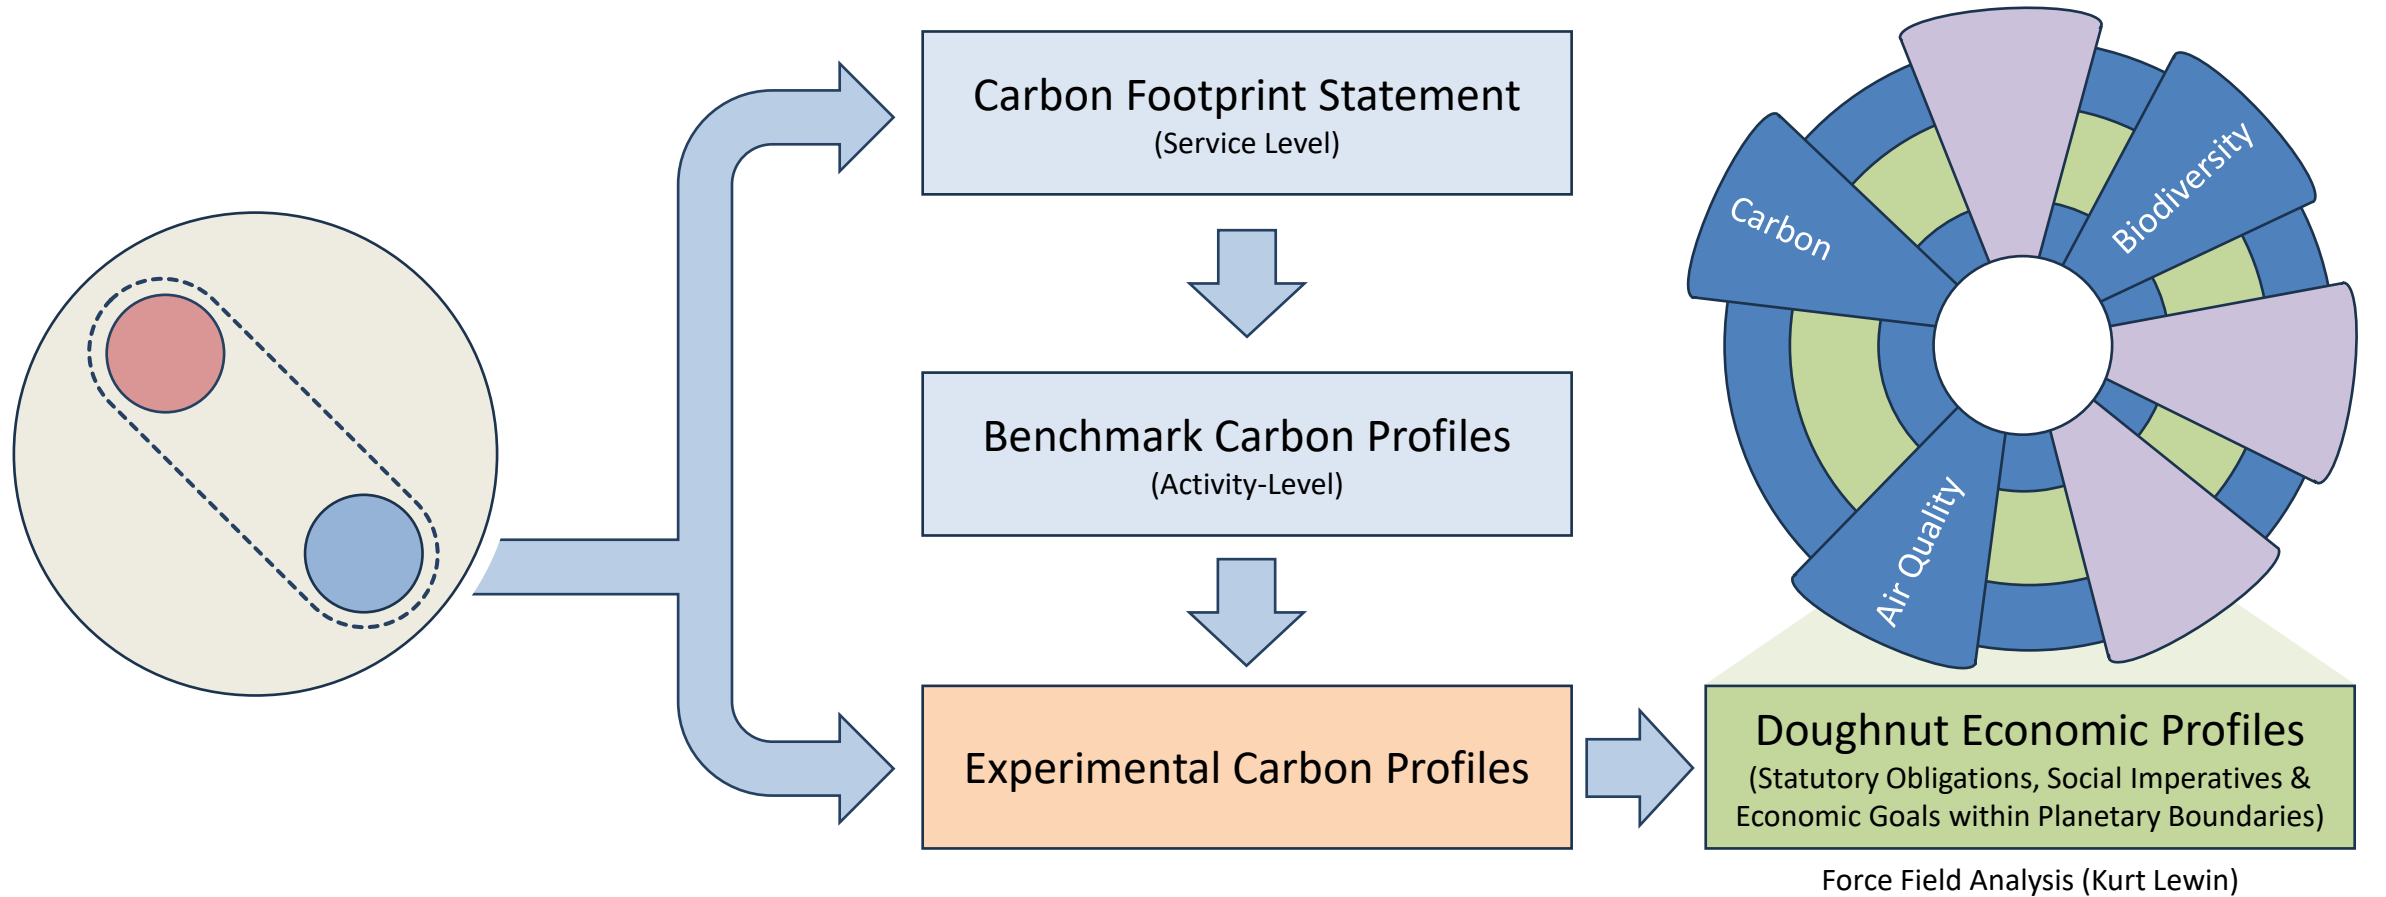 Carbon Footprint Statement
(Service Level)
Benchmark Carbon Profiles
(Activity-Level)
Experimental Carbon Profiles
Carbon
Biodiversity
Air Quality
Doughnut Economic Profiles
(Statutory Obligations, Social Imperatives &
Economic Goals within Planetary Boundaries)
Force Field Analysis (Kurt Lewin)